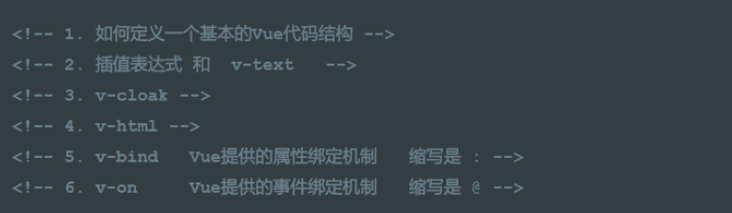 <!-- 1. 如何定义一个基本的Vue代码结构 -->
<!-- 2. 插值表达式 和  v-text   -->
<!-- 3. v-cloak -->
<!-- 4. v-html -->
<!-- 5. v-bind   Vue提供的属性绑定机制   缩写是 : -->
<!-- 6. v-on     Vue提供的事件绑定机制   缩写是 @ -->